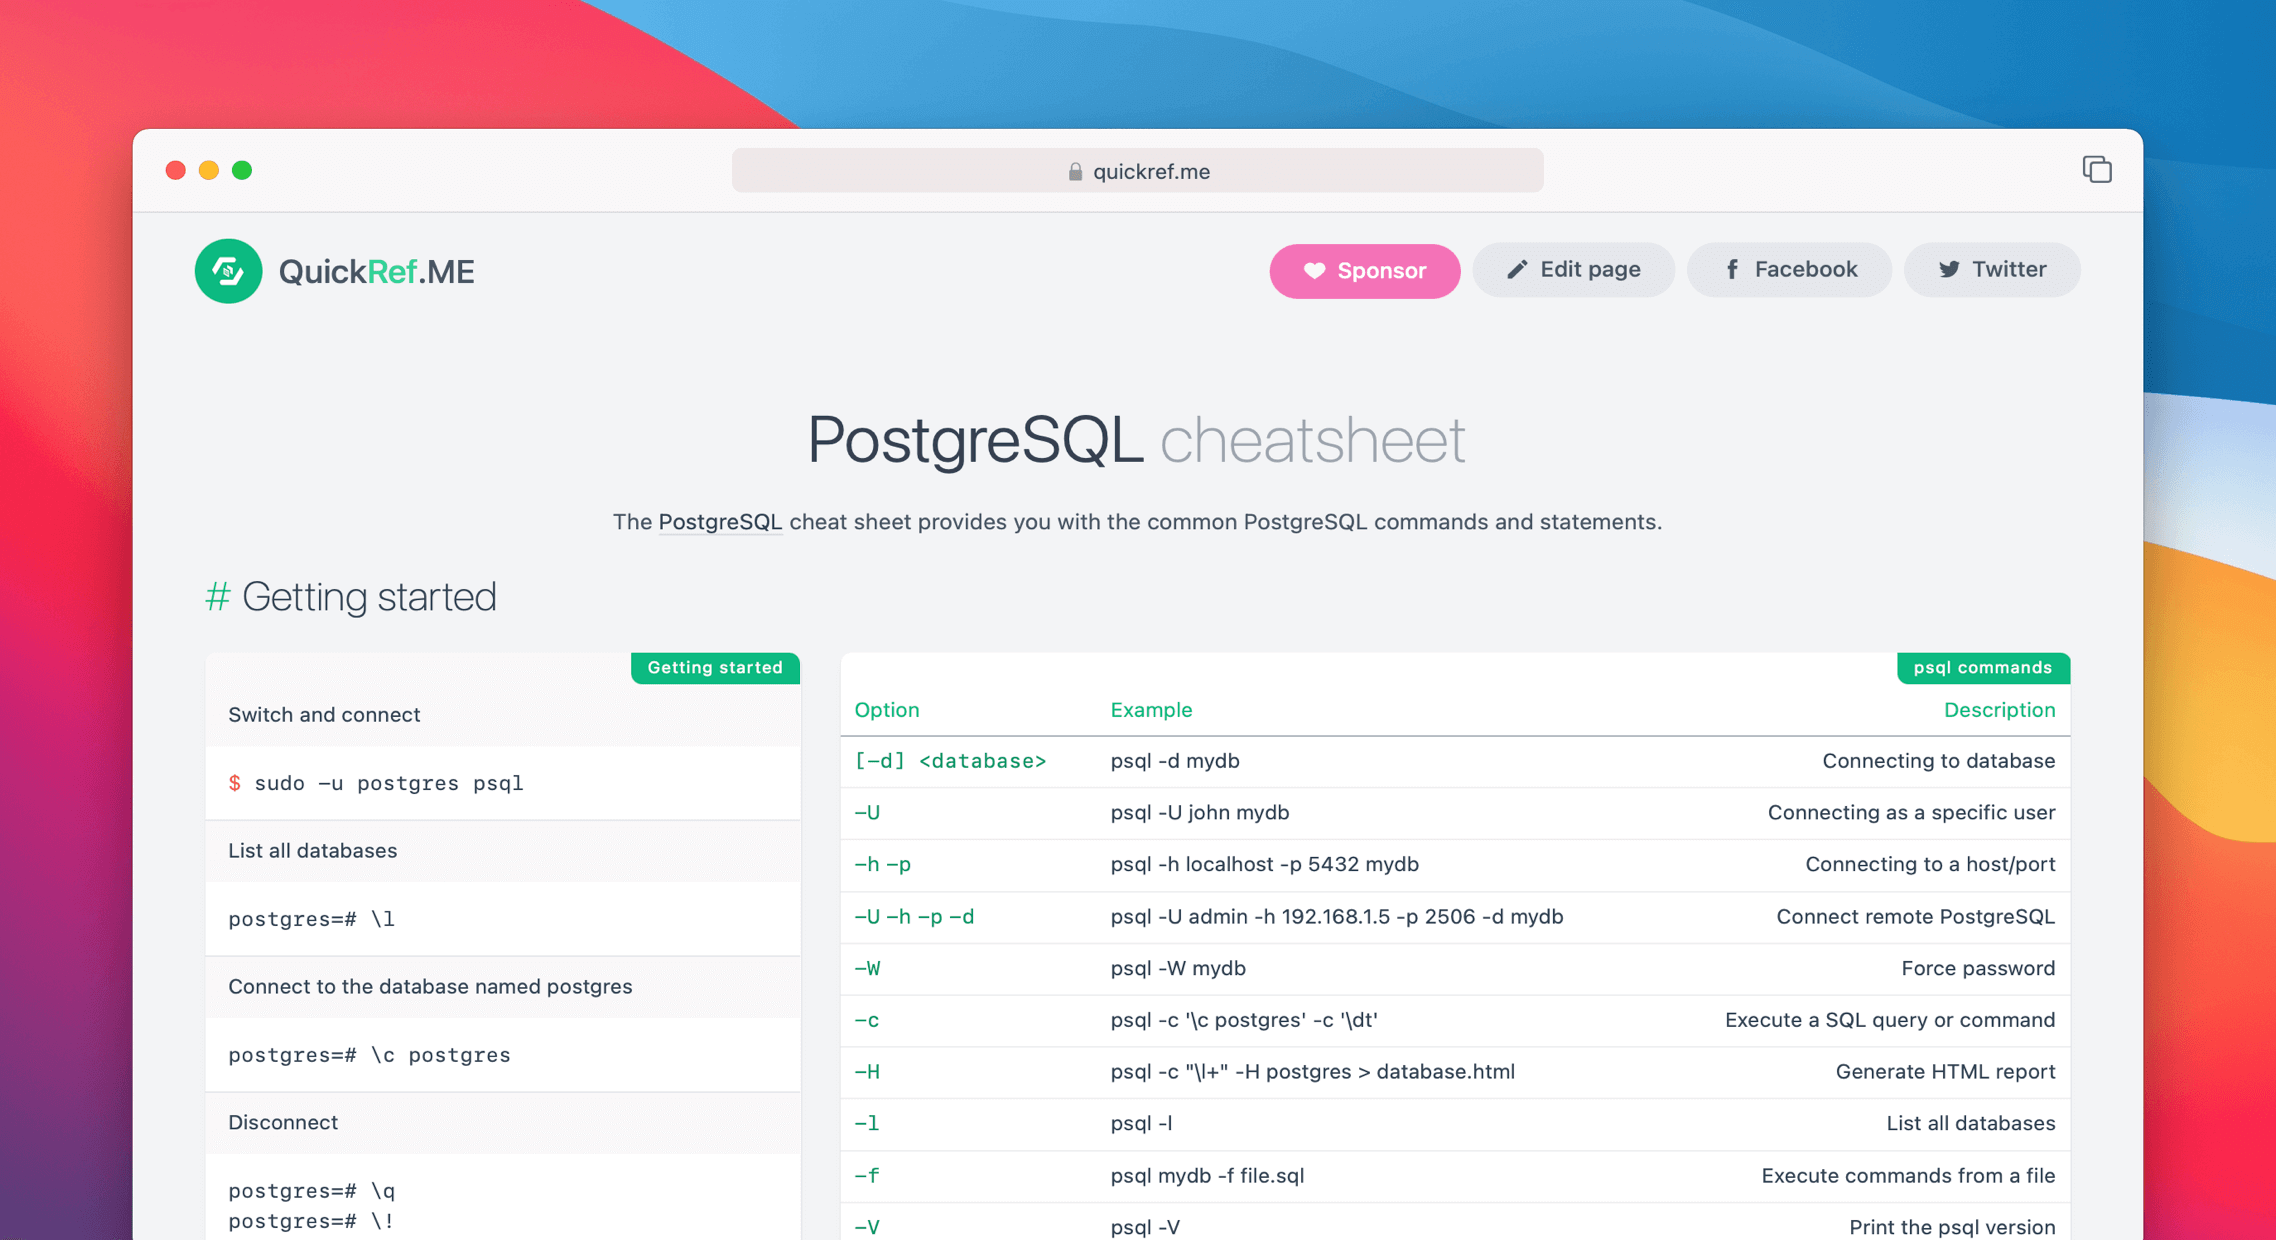 quickref.me
QuickRef.ME
Sponsor
Edit page
Facebook
Twitter
PostgreSQL cheatsheet
The PostgreSQL cheat sheet provides you with the common PostgreSQL commands and statements.
# Getting started
Getting started
Switch and connect
$ sudo -u postgres psql
List all databases
postgres=# \l
Connect to the database named postgres
postgres=# \c postgres
Disconnect
postgres=# \q
postgres=# \!
psql commands
Option Example Description
[-d] <database> psql -d mydb Connecting to database
-U psql -U john mydb Connecting as a specific user
-h -p psql -h localhost -p 5432 mydb Connecting to a host/port
-U -h -p -d psql -U admin -h 192.168.1.5 -p 2506 -d mydb Connect remote PostgreSQL
-W psql -W mydb Force password
-c psql -c '\c postgres' -c '\dt' Execute a SQL query or command
-H psql -c "\l+" -H postgres > database.html Generate HTML report
-l psql -l List all databases
-f psql mydb -f file.sql Execute commands from a file
-V psql -V Print the psql version